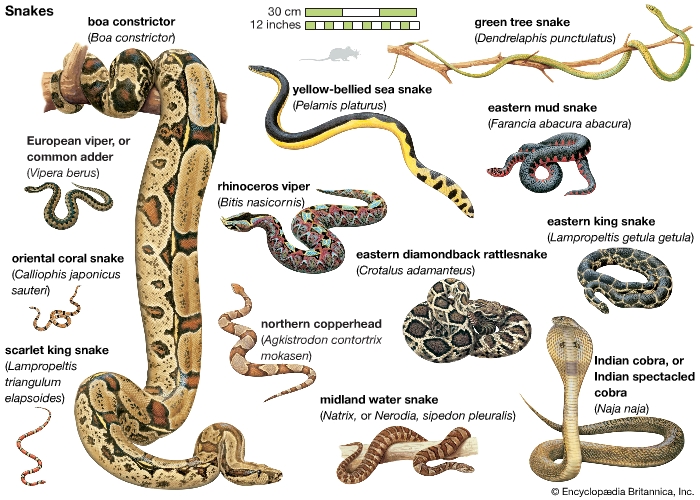 Snakes
boa constrictor
(Boa constrictor)
30 cm
12 inches
green tree snake
(Dendrelaphis punctulatus)
yellow-bellied sea snake
(Pelamis platurus)
eastern mud snake
(Farancia abacura abacura)
European viper, or
common adder
(Vipera berus)
rhinoceros viper
(Bitis nasicornis)
eastern king snake
(Lampropeltis getula getula)
oriental coral snake
(Calliophis japonicus
sauteri)
eastern diamondback rattlesnake
(Crotalus adamanteus)
northern copperhead
(Agkistrodon contortrix
mokasen)
scarlet king snake
(Lampropeltis
triangulum
elapsoides)
Indian cobra, or
Indian spectacled
cobra
(Naja naja)
midland water snake
(Natrix, or Nerodia, sipedon pleuralis)
© Encyclopædia Britannica, Inc.